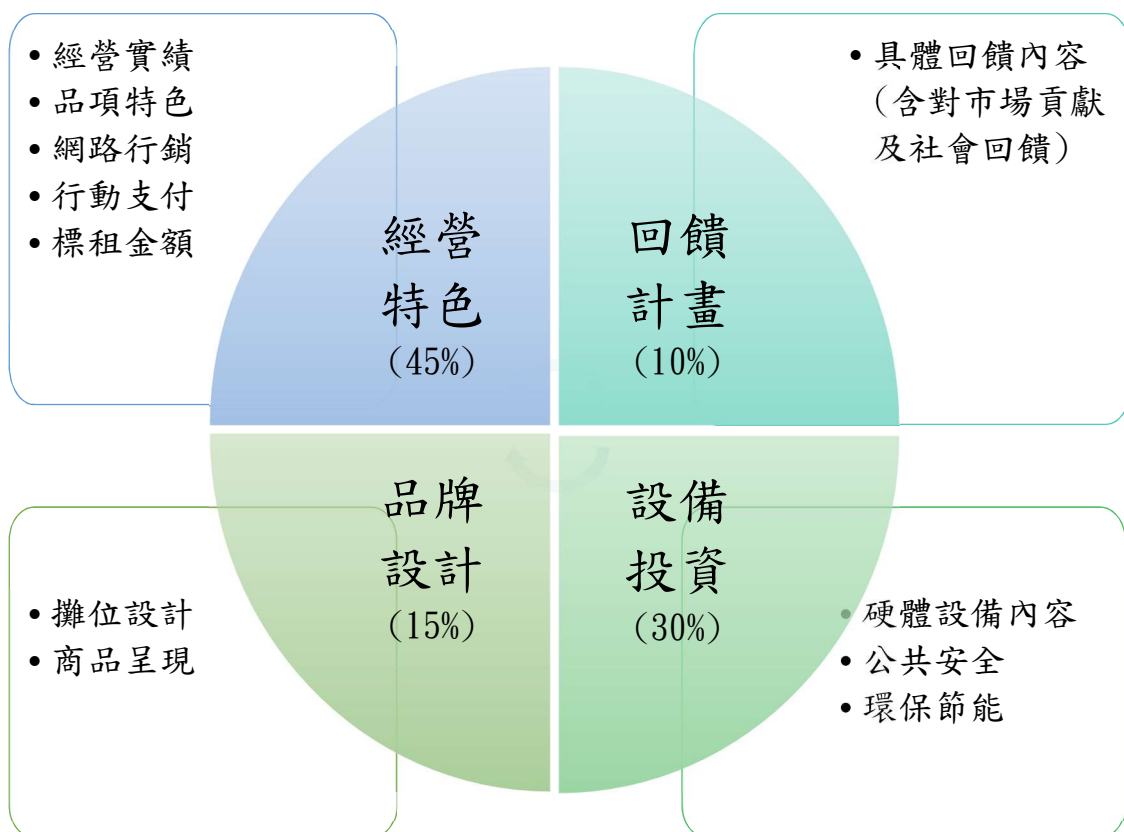 • 經營實績
• 品項特色
• 網路行銷
• 行動支付
• 標租金額
經營
特色
(45%)
回饋
計畫
(10%)
• 具體回饋內容
(含對市場貢獻
及社會回饋)
• 攤位設計
• 商品呈現
品牌
設計
(15%)
設備
投資
(30%)
• 硬體設備內容
• 公共安全
• 環保節能